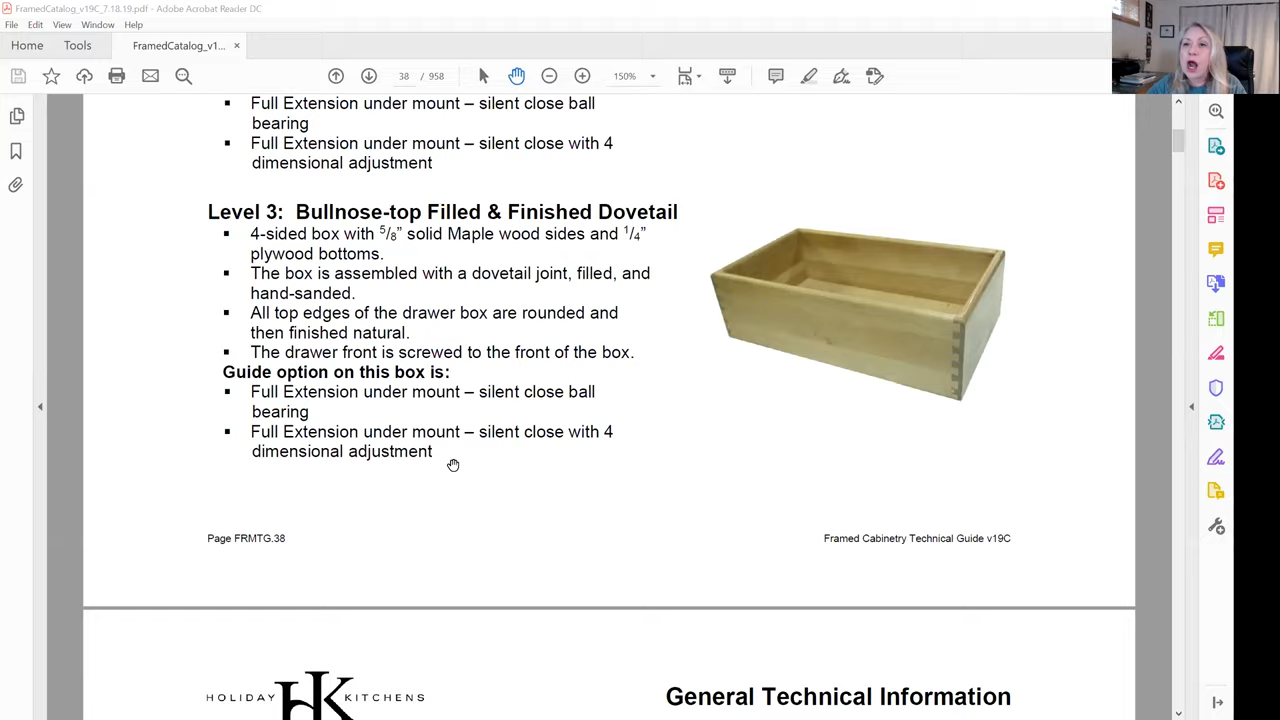 FramedCatalog_v19C_7.18.19.pdf - Adobe Acrobat Reader DC
File Edit View Window Help
Home Tools FramedCatalog_v1... ×
38 / 958 150%
▪ Full Extension under mount – silent close ball
bearing
▪ Full Extension under mount – silent close with 4
dimensional adjustment
Level 3: Bullnose-top Filled & Finished Dovetail
▪ 4-sided box with 5/8” solid Maple wood sides and 1/4”
plywood bottoms.
▪ The box is assembled with a dovetail joint, filled, and
hand-sanded.
▪ All top edges of the drawer box are rounded and
then finished natural.
▪ The drawer front is screwed to the front of the box.
Guide option on this box is:
▪ Full Extension under mount – silent close ball
bearing
▪ Full Extension under mount – silent close with 4
dimensional adjustment
Page FRMTG.38 Framed Cabinetry Technical Guide v19C
HOLIDAY HK KITCHENS General Technical Information